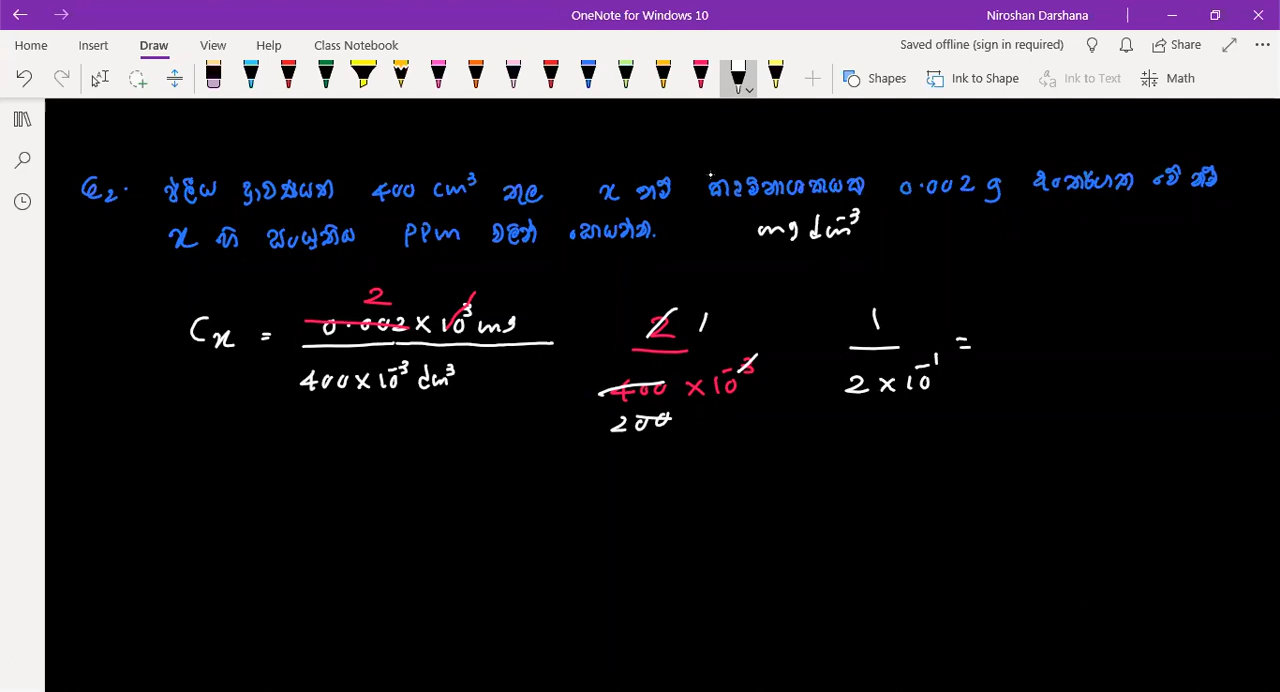 OneNote for Windows 10
Niroshan Darshana
Home Insert Draw View Help Class Notebook
Saved offline (sign in required) Share
Shapes Ink to Shape Ink to Text Math
e₂. ජලීය ද්‍රාවණයක 400 cm³ තුල x නම් කෘමිනාශකයක 0.002 g අන්තර්ගත වේ නම්
x හි සංයුතිය PPm වලින් සොයන්න. mg dm⁻³
2
Cx = 0.002 × 10³ mg
400 × 10⁻³ dm³
2 1
400 × 10⁻³
200
1
2 × 10⁻¹ =